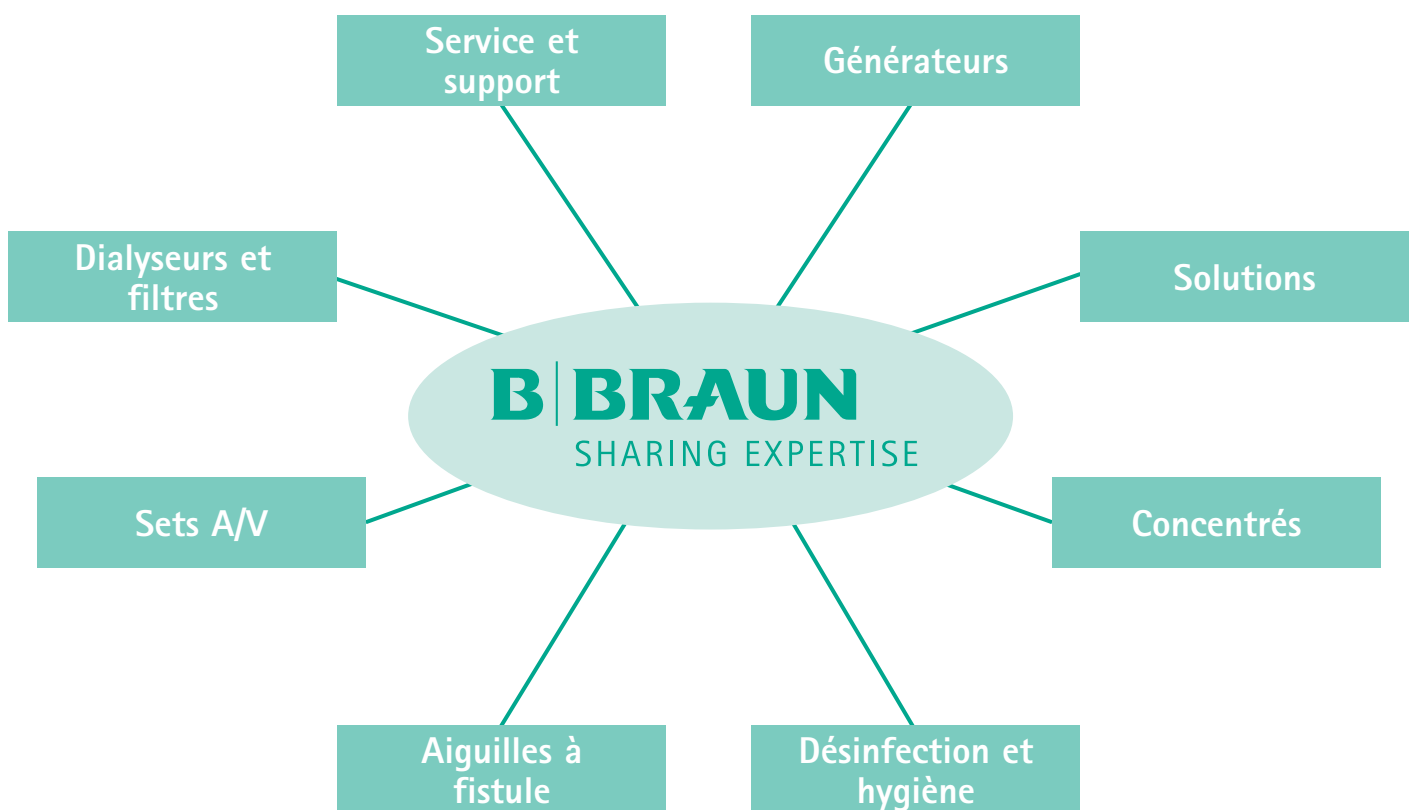 Service et
support
Générateurs
Dialyseurs et
filtres
Solutions
B BRAUN
SHARING EXPERTISE
Sets A/V
Concentrés
Aiguilles à
fistule
Désinfection et
hygiène